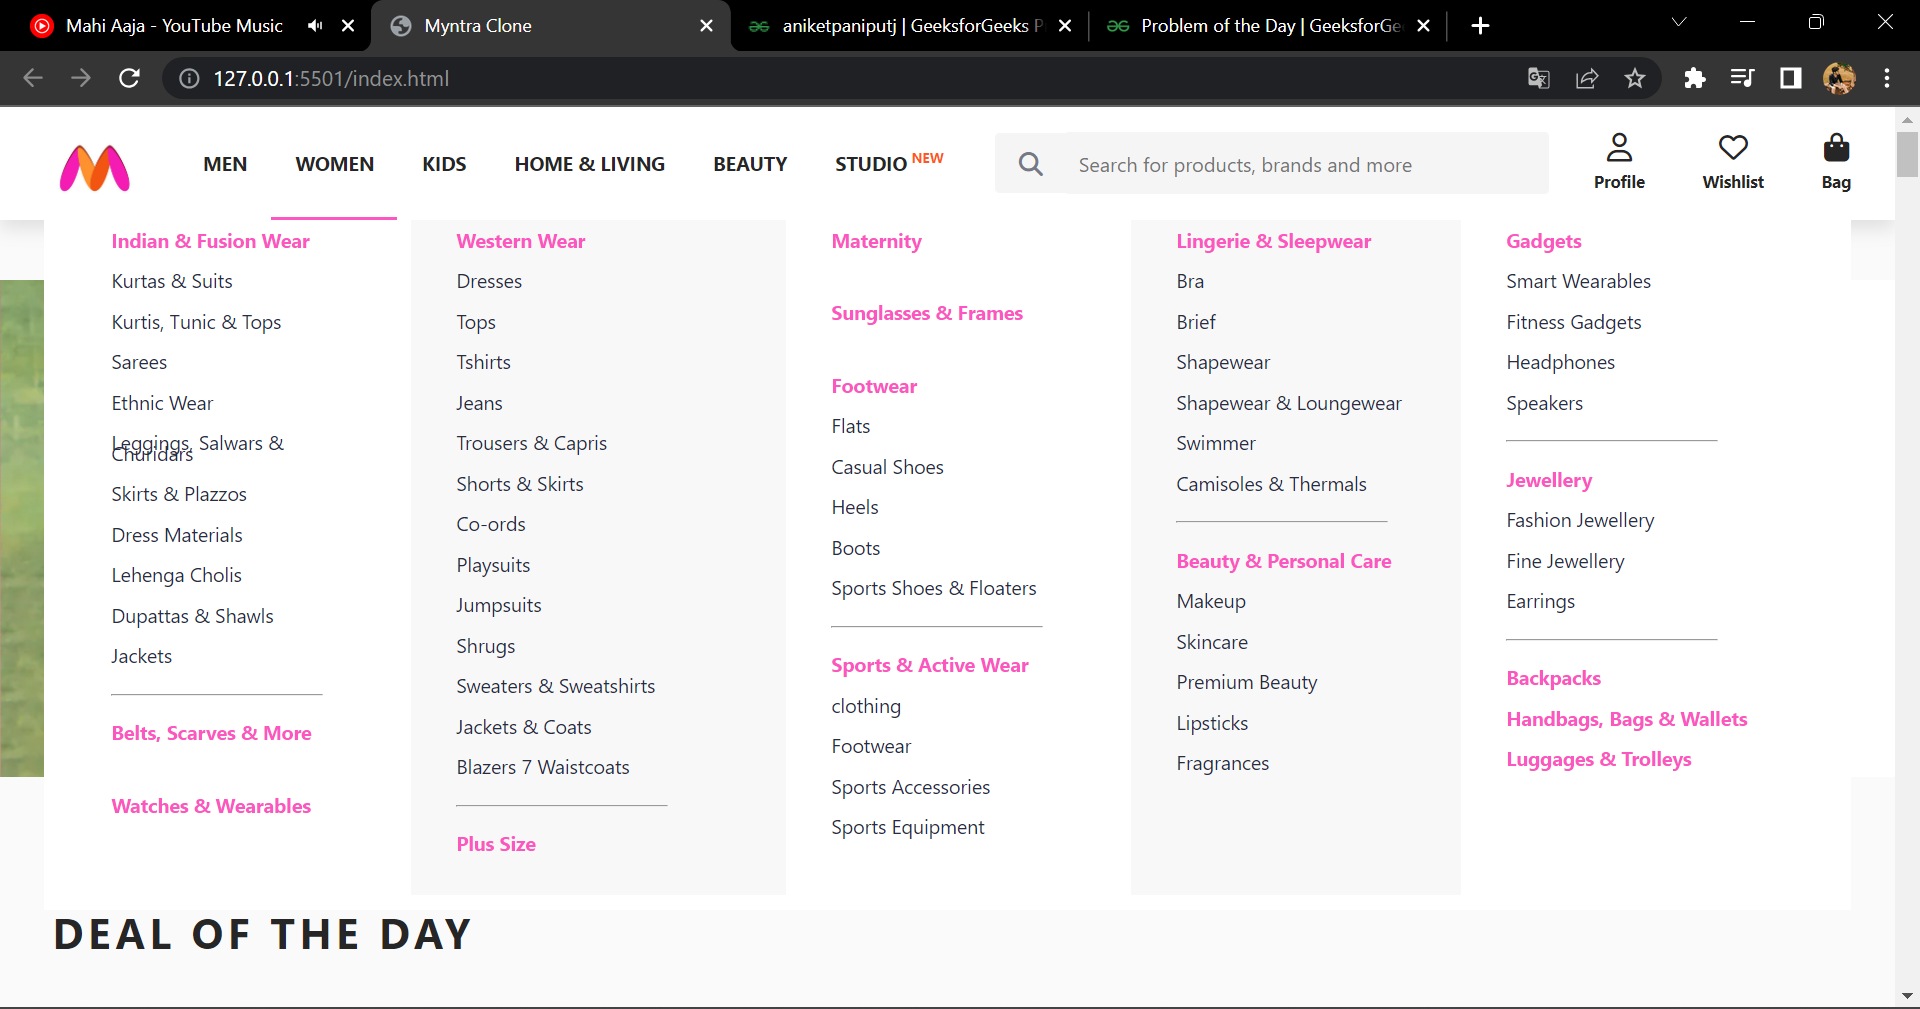 Mahi Aaja - YouTube Music
Myntra Clone
aniketpaniputj | GeeksforGeeks P
Problem of the Day | GeeksforGe
127.0.0.1:5501/index.html
MEN
WOMEN
KIDS
HOME & LIVING
BEAUTY
STUDIO NEW
Search for products, brands and more
Profile
Wishlist
Bag
Indian & Fusion Wear
Kurtas & Suits
Kurtis, Tunic & Tops
Sarees
Ethnic Wear
Leggings, Salwars &
Churidars
Skirts & Plazzos
Dress Materials
Lehenga Cholis
Dupattas & Shawls
Jackets
Belts, Scarves & More
Watches & Wearables
Western Wear
Dresses
Tops
Tshirts
Jeans
Trousers & Capris
Shorts & Skirts
Co-ords
Playsuits
Jumpsuits
Shrugs
Sweaters & Sweatshirts
Jackets & Coats
Blazers 7 Waistcoats
Plus Size
Maternity
Sunglasses & Frames
Footwear
Flats
Casual Shoes
Heels
Boots
Sports Shoes & Floaters
Sports & Active Wear
clothing
Footwear
Sports Accessories
Sports Equipment
Lingerie & Sleepwear
Bra
Brief
Shapewear
Shapewear & Loungewear
Swimmer
Camisoles & Thermals
Beauty & Personal Care
Makeup
Skincare
Premium Beauty
Lipsticks
Fragrances
Gadgets
Smart Wearables
Fitness Gadgets
Headphones
Speakers
Jewellery
Fashion Jewellery
Fine Jewellery
Earrings
Backpacks
Handbags, Bags & Wallets
Luggages & Trolleys
DEAL OF THE DAY